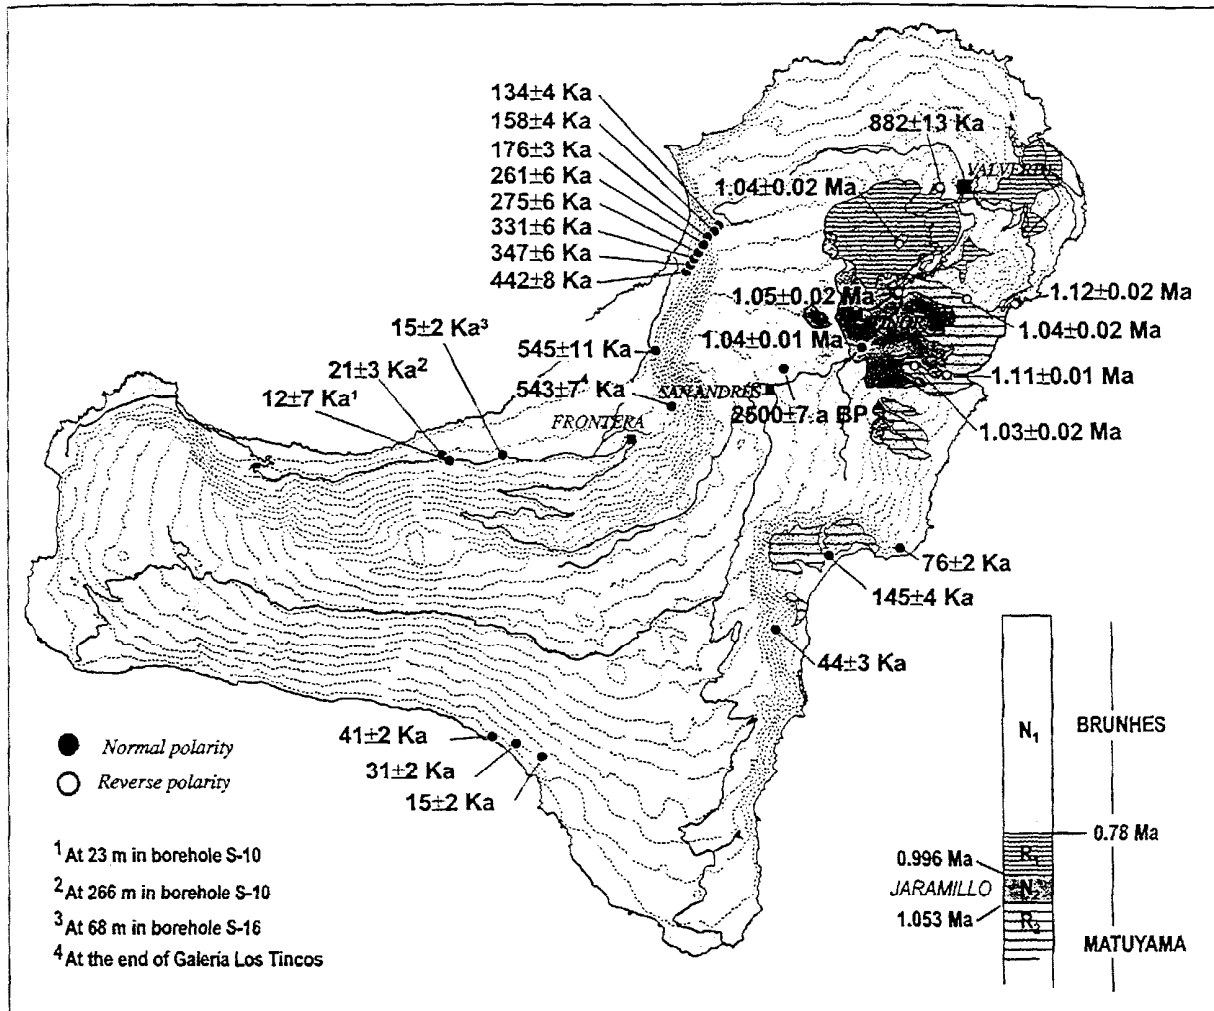 134±4 Ka
158±4 Ka
176±3 Ka
261±6 Ka
275±6 Ka
331±6 Ka
347±6 Ka
442±8 Ka
882±13 Ka
VALVERDE
1.04±0.02 Ma
1.05±0.02 Ma
1.12±0.02 Ma
1.04±0.02 Ma
1.04±0.01 Ma
1.11±0.01 Ma
1.03±0.02 Ma
15±2 Ka³
21±3 Ka²
12±7 Ka¹
545±11 Ka
543±7 Ka
SAN ANDRES
FRONTERA
2500±7 a BP
76±2 Ka
145±4 Ka
44±3 Ka
41±2 Ka
31±2 Ka
15±2 Ka
Normal polarity
Reverse polarity
¹ At 23 m in borehole S-10
² At 266 m in borehole S-10
³ At 68 m in borehole S-16
⁴ At the end of Galería Los Tincos
N₁
BRUNHES
0.78 Ma
R₁
0.996 Ma
JARAMILLO
N₂
1.053 Ma
R₂
MATUYAMA